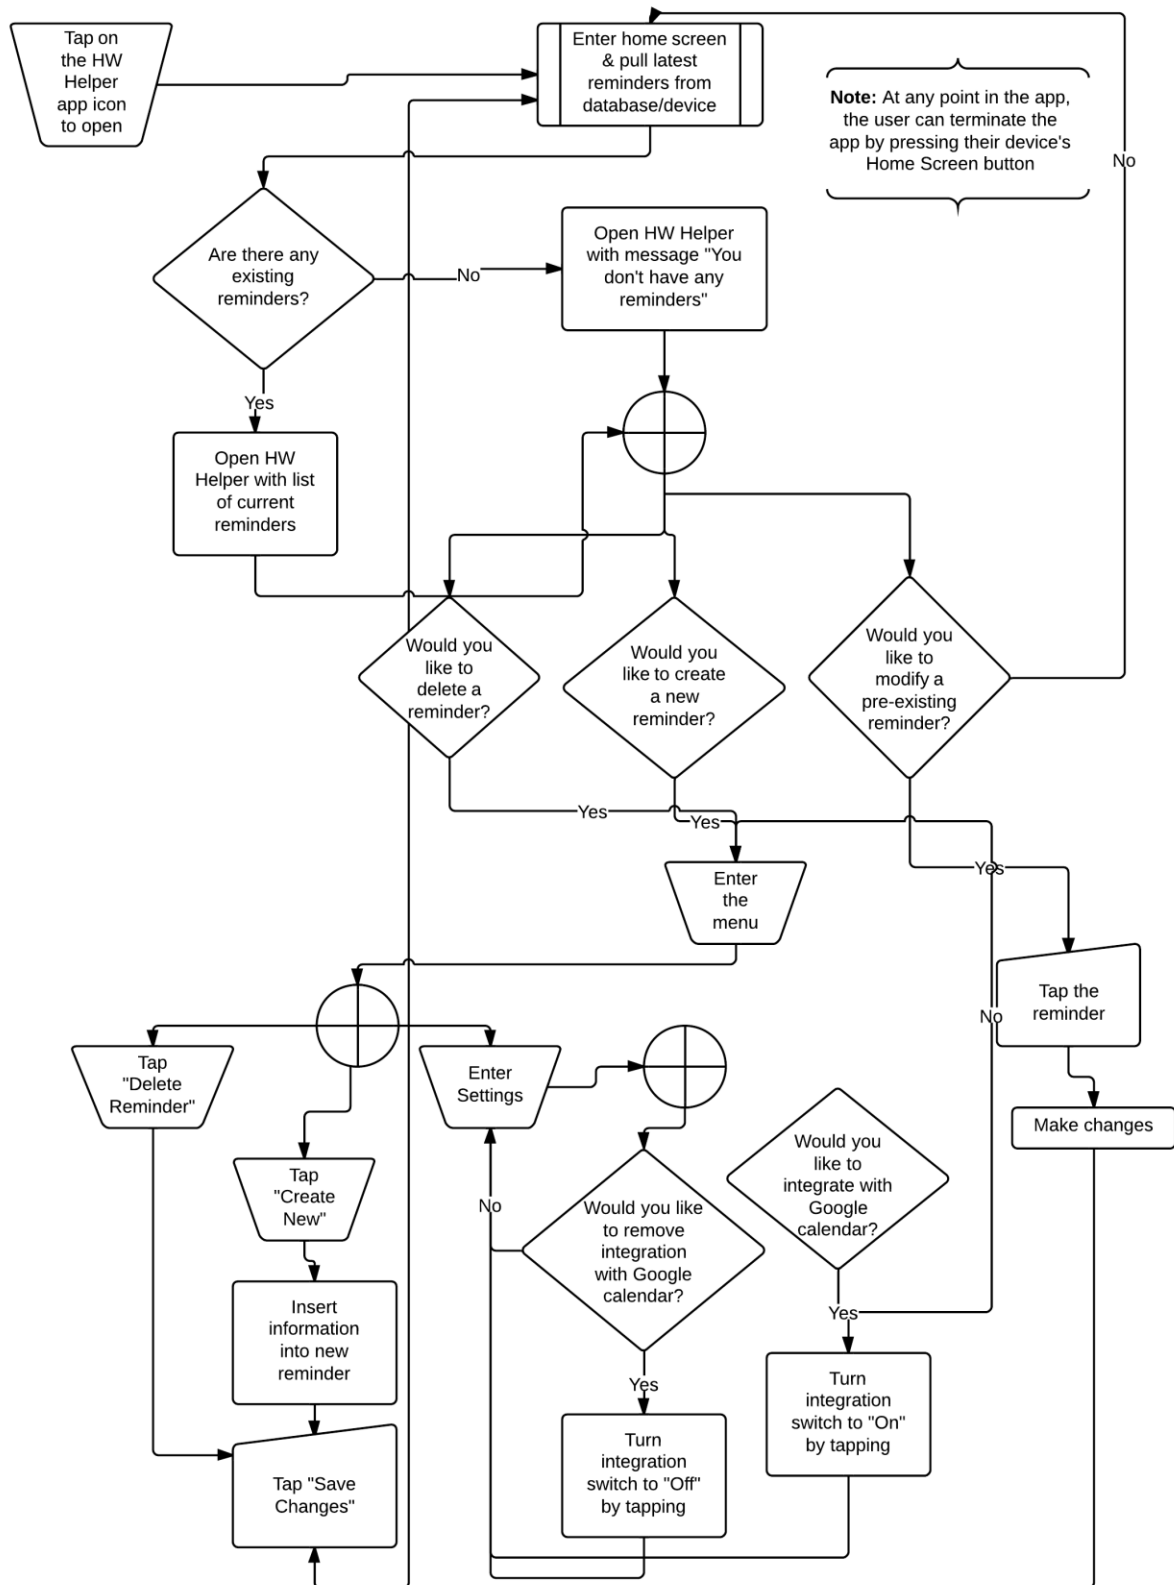 Tap on
the HW
Helper
app icon
to open
Enter home screen
& pull latest
reminders from
database/device
Note: At any point in the app,
the user can terminate the
app by pressing their device's
Home Screen button
No
Are there any
existing
reminders?
No
Open HW Helper
with message "You
don't have any
reminders"
Yes
Open HW
Helper with list
of current
reminders
Would you
like to
delete a
reminder?
Would you
like to create
a new
reminder?
Would you
like to
modify a
pre-existing
reminder?
Yes
Yes
Yes
Enter
the
menu
Tap the
reminder
No
Tap
"Delete
Reminder"
Enter
Settings
Make changes
Tap
"Create
New"
No
Would you like
to remove
integration
with Google
calendar?
Would you
like to
integrate with
Google
calendar?
Insert
information
into new
reminder
Yes
Yes
Turn
integration
switch to "On"
by tapping
Turn
integration
switch to "Off"
by tapping
Tap "Save
Changes"